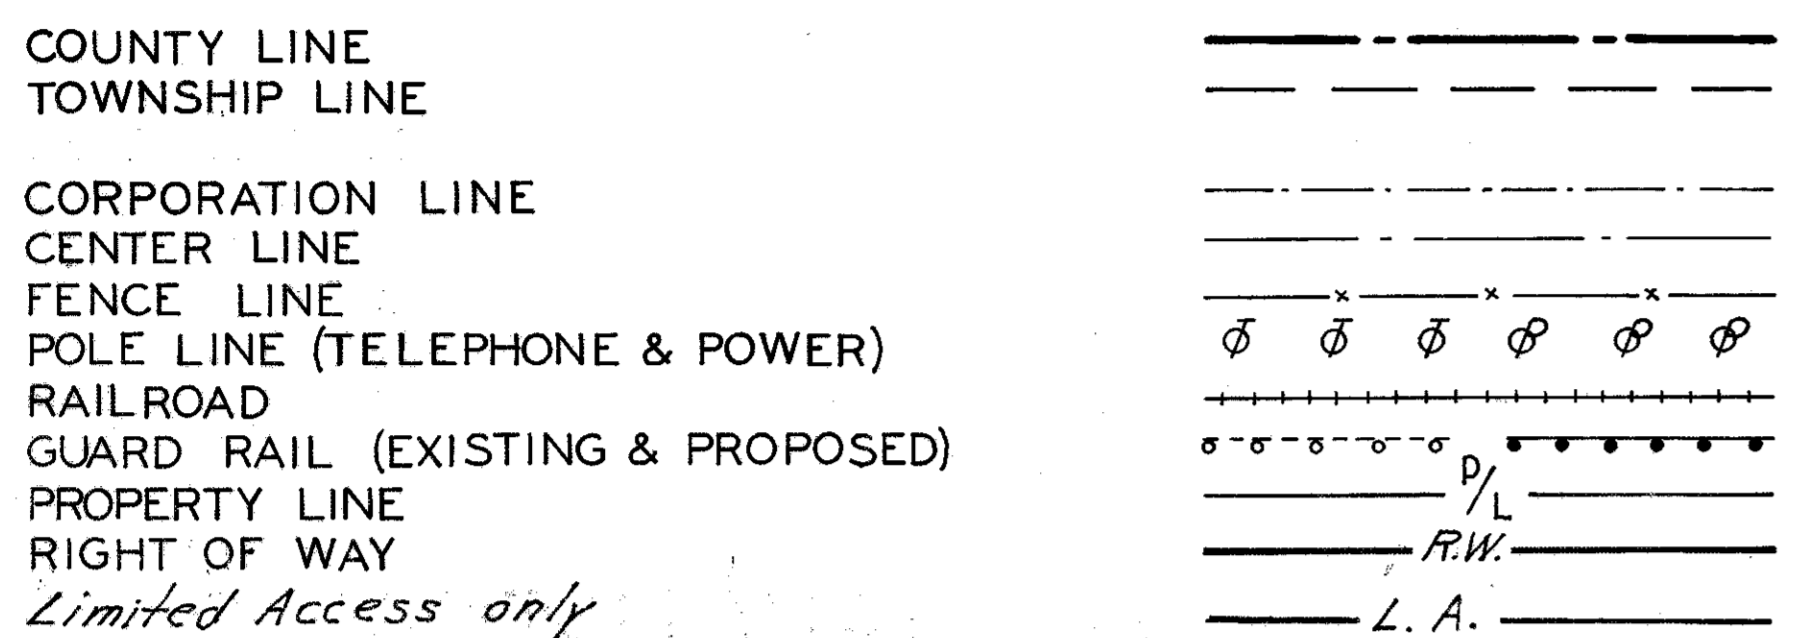 COUNTY LINE
TOWNSHIP LINE
CORPORATION LINE
CENTER LINE
FENCE LINE x x x
POLE LINE (TELEPHONE & POWER) T T T P P P
RAILROAD
GUARD RAIL (EXISTING & PROPOSED)
PROPERTY LINE P/L
RIGHT OF WAY R.W.
Limited Access only L. A.